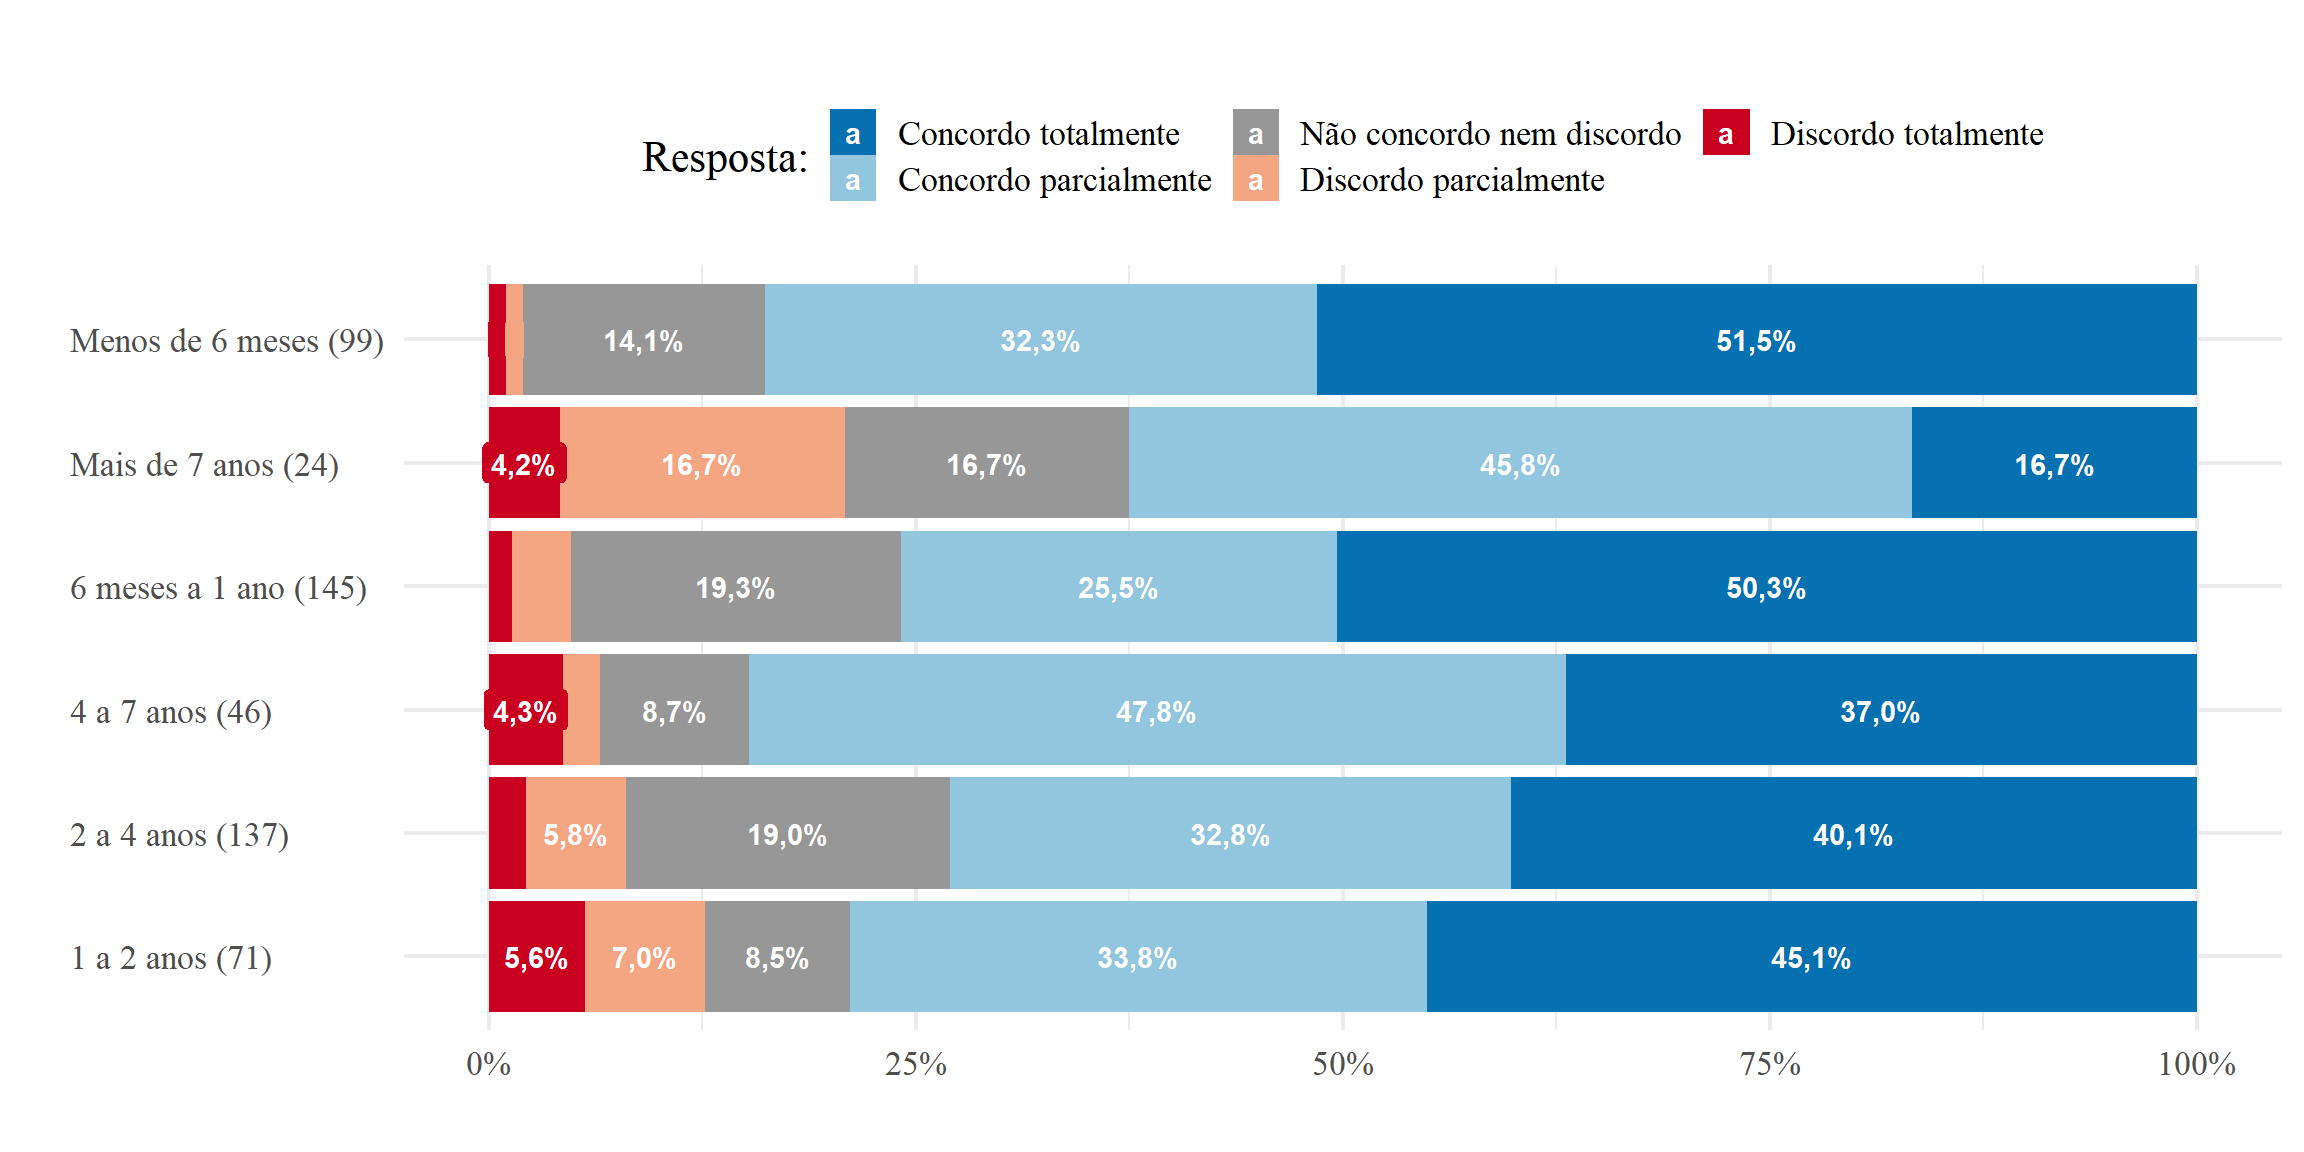 Resposta:
a Concordo totalmente
a Concordo parcialmente
a Não concordo nem discordo
a Discordo parcialmente
a Discordo totalmente
Menos de 6 meses (99) 14,1% 32,3% 51,5%
Mais de 7 anos (24) 4,2% 16,7% 16,7% 45,8% 16,7%
6 meses a 1 ano (145) 19,3% 25,5% 50,3%
4 a 7 anos (46) 4,3% 8,7% 47,8% 37,0%
2 a 4 anos (137) 5,8% 19,0% 32,8% 40,1%
1 a 2 anos (71) 5,6% 7,0% 8,5% 33,8% 45,1%
0% 25% 50% 75% 100%